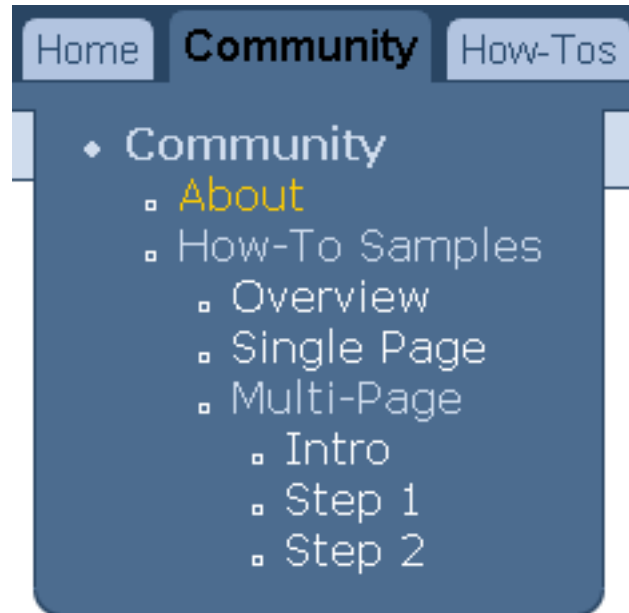 Home Community How-Tos
Community
About
How-To Samples
Overview
Single Page
Multi-Page
Intro
Step 1
Step 2